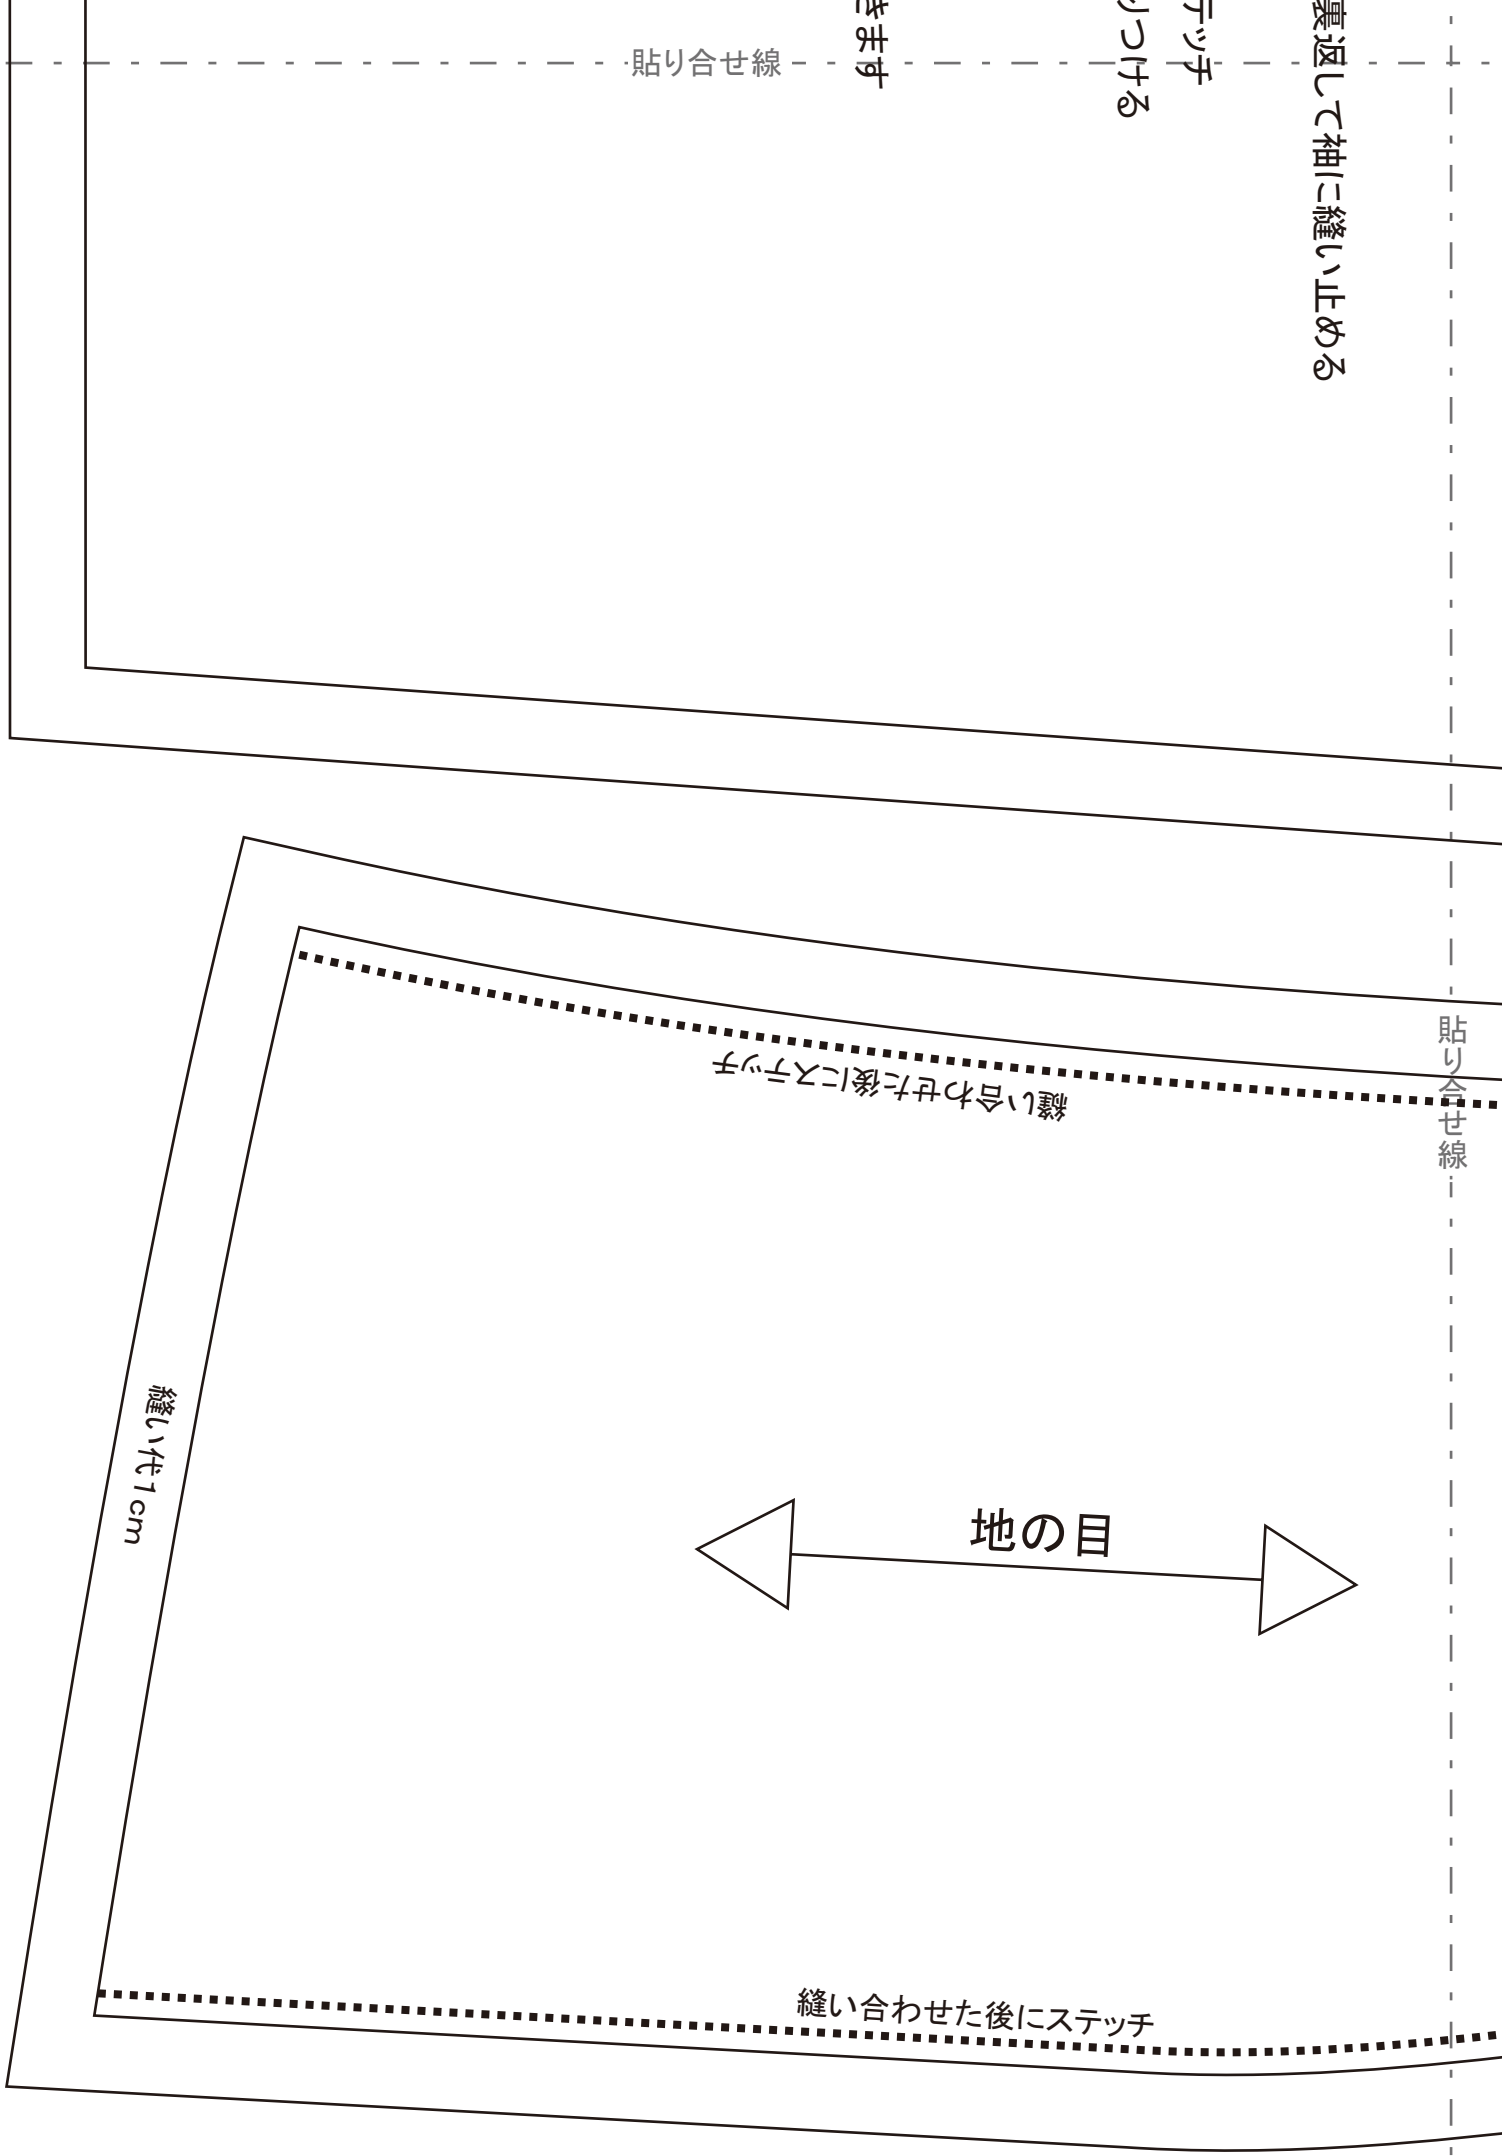 貼り合せ線
きます
りつける
テッチ
裏返して袖に縫い止める
貼り合せ線
縫い合わせた後にステッチ
縫い代1cm
地の目
縫い合わせた後にステッチ